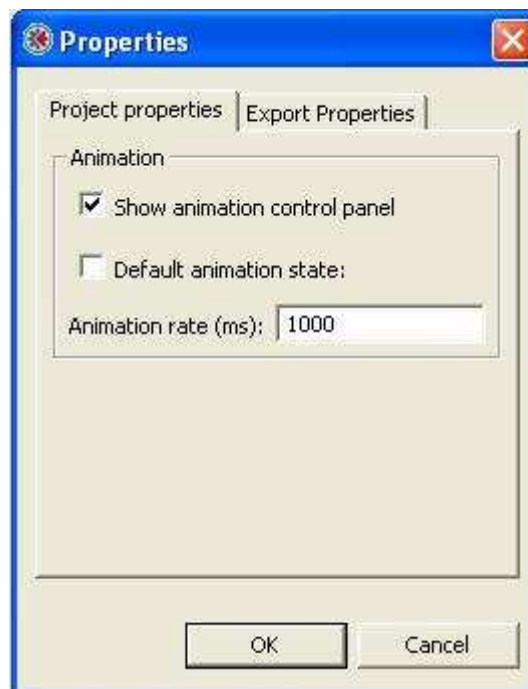 Properties
Project properties
Export Properties
Animation
Show animation control panel
Default animation state:
Animation rate (ms): 1000
OK
Cancel